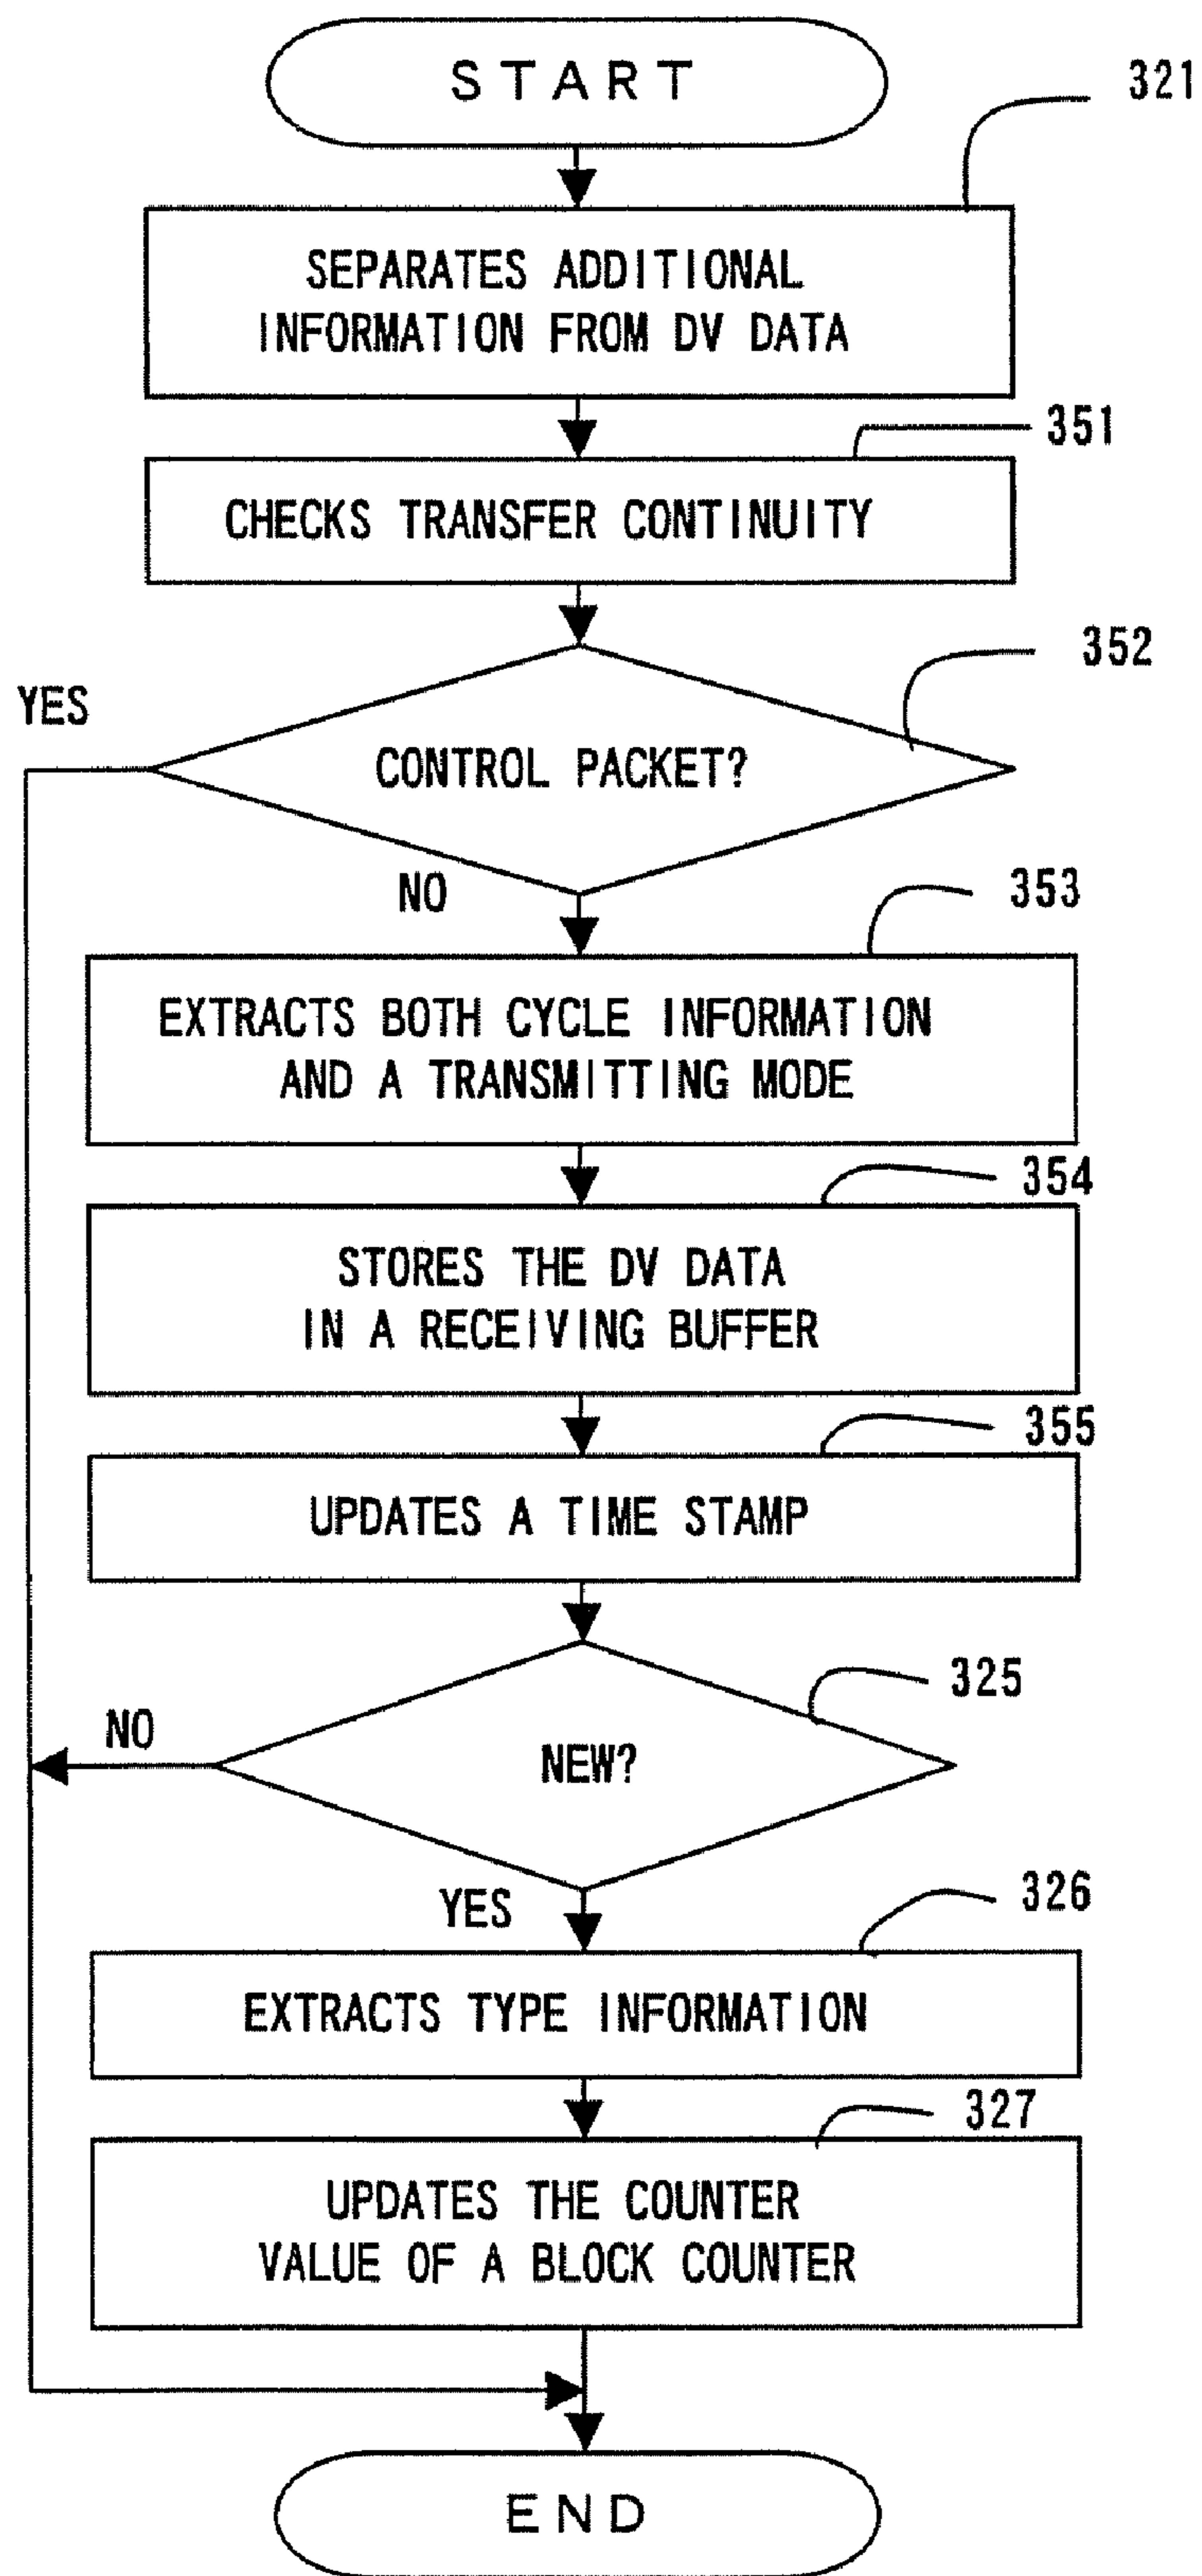 START
321
SEPARATES ADDITIONAL
INFORMATION FROM DV DATA
351
CHECKS TRANSFER CONTINUITY
352
YES
CONTROL PACKET?
NO
353
EXTRACTS BOTH CYCLE INFORMATION
AND A TRANSMITTING MODE
354
STORES THE DV DATA
IN A RECEIVING BUFFER
355
UPDATES A TIME STAMP
325
NO
NEW?
YES
326
EXTRACTS TYPE INFORMATION
327
UPDATES THE COUNTER
VALUE OF A BLOCK COUNTER
END